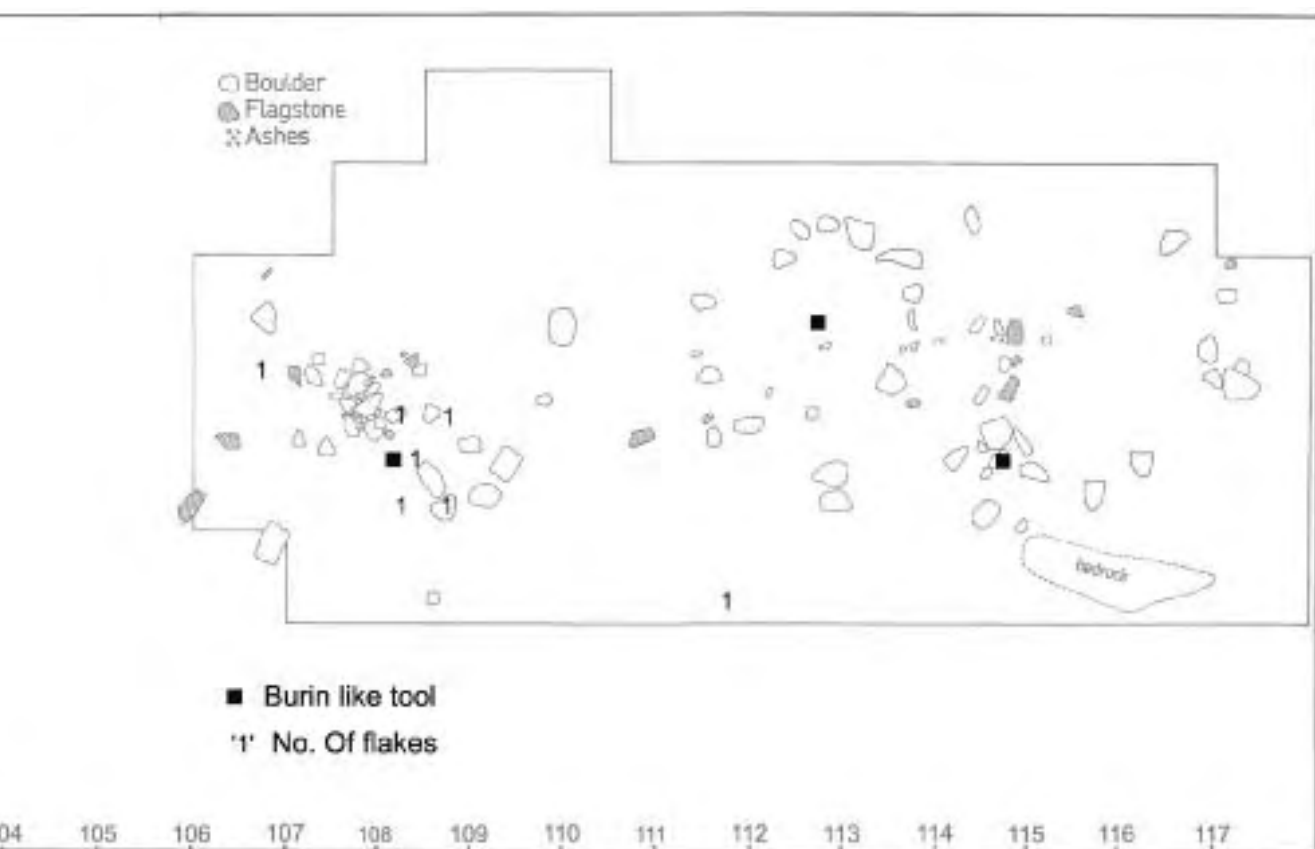 Boulder
Flagstone
Ashes
1
1 1
1
1 1
bedrock
1
Burin like tool
'1' No. Of flakes
04 105 106 107 108 109 110 111 112 113 114 115 116 117